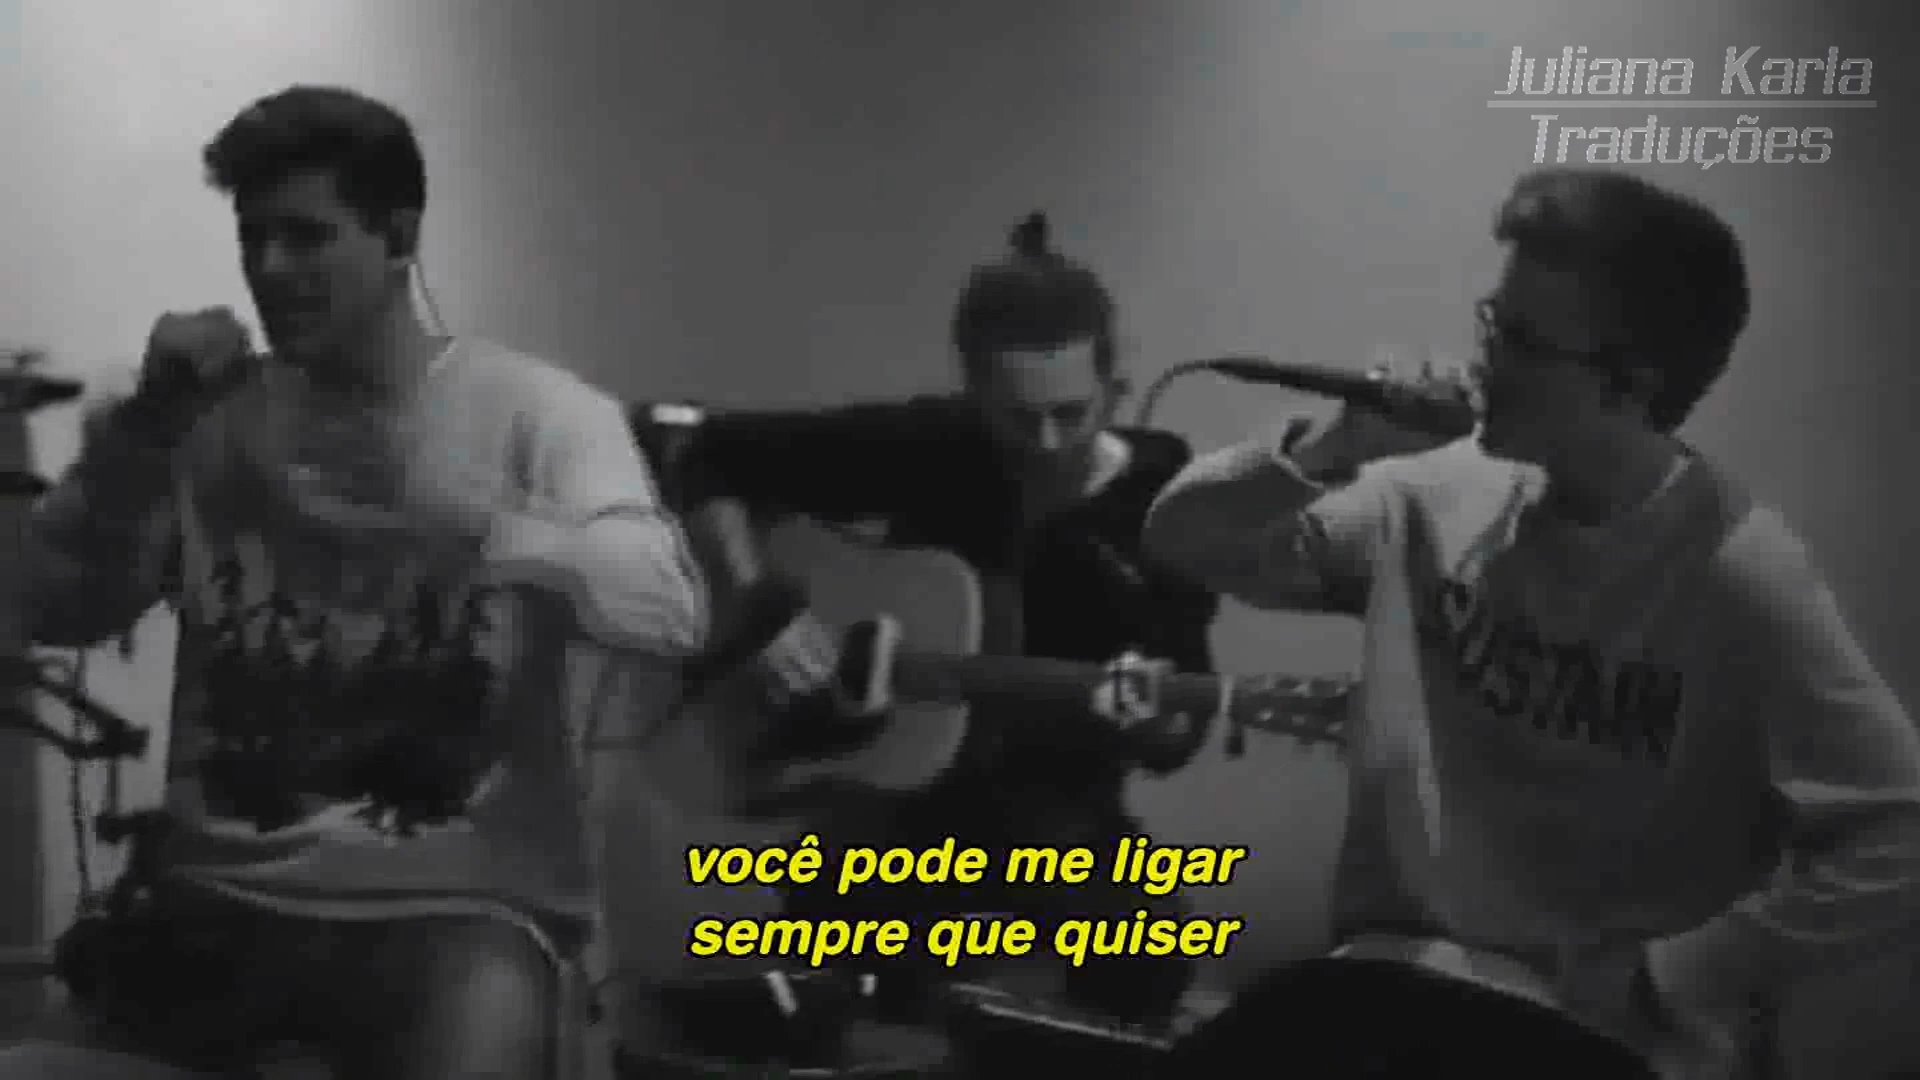 Juliana Karla
Traduções
você pode me ligar
sempre que quiser